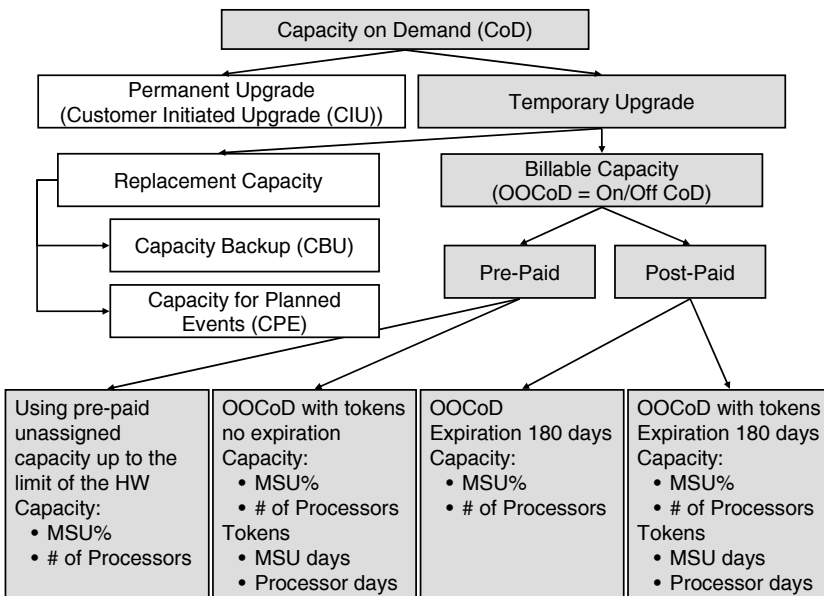 Capacity on Demand (CoD)
Permanent Upgrade
(Customer Initiated Upgrade (CIU))
Temporary Upgrade
Replacement Capacity
Billable Capacity
(OOCoD = On/Off CoD)
Capacity Backup (CBU)
Capacity for Planned
Events (CPE)
Pre-Paid
Post-Paid
Using pre-paid
unassigned
capacity up to the
limit of the HW
Capacity:
• MSU%
• # of Processors
OOCoD with tokens
no expiration
Capacity:
• MSU%
• # of Processors
Tokens
• MSU days
• Processor days
OOCoD
Expiration 180 days
Capacity:
• MSU%
• # of Processors
OOCoD with tokens
Expiration 180 days
Capacity:
• MSU%
• # of Processors
Tokens
• MSU days
• Processor days